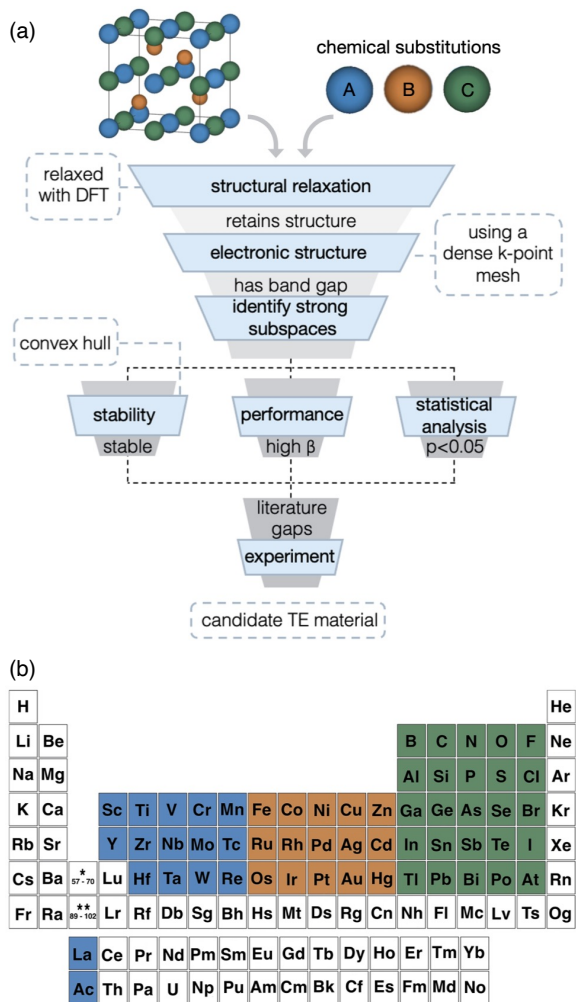 (a)
chemical substitutions
A B C
relaxed
with DFT
structural relaxation
retains structure
electronic structure
using a
dense k-point
mesh
has band gap
identify strong
subspaces
convex hull
stability
performance
statistical
analysis
stable
high β
p<0.05
literature
gaps
experiment
candidate TE material
(b)
H He
Li Be B C N O F Ne
Na Mg Al Si P S Cl Ar
K Ca Sc Ti V Cr Mn Fe Co Ni Cu Zn Ga Ge As Se Br Kr
Rb Sr Y Zr Nb Mo Tc Ru Rh Pd Ag Cd In Sn Sb Te I Xe
Cs Ba * 57 - 70 Lu Hf Ta W Re Os Ir Pt Au Hg Tl Pb Bi Po At Rn
Fr Ra ** 89 - 102 Lr Rf Db Sg Bh Hs Mt Ds Rg Cn Nh Fl Mc Lv Ts Og
La Ce Pr Nd Pm Sm Eu Gd Tb Dy Ho Er Tm Yb
Ac Th Pa U Np Pu Am Cm Bk Cf Es Fm Md No